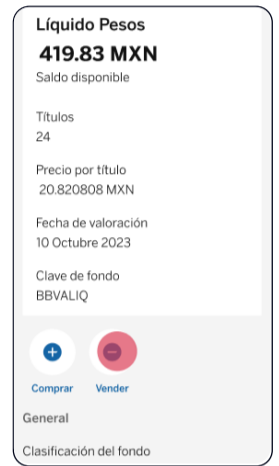 Líquido Pesos
419.83 MXN
Saldo disponible
Títulos
24
Precio por título
20.820808 MXN
Fecha de valoración
10 Octubre 2023
Clave de fondo
BBVALIQ
Comprar Vender
General
Clasificación del fondo